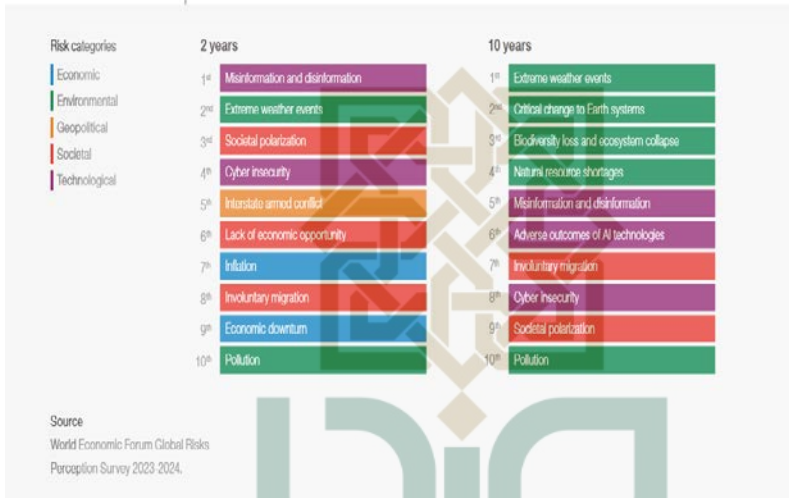 Risk categories
Economic
Environmental
Geopolitical
Societal
Technological
2 years
1st Misinformation and disinformation
2nd Extreme weather events
3rd Societal polarization
4th Cyber insecurity
5th Interstate armed conflict
6th Lack of economic opportunity
7th Inflation
8th Involuntary migration
9th Economic downturn
10th Pollution
10 years
1st Extreme weather events
2nd Critical change to Earth systems
3rd Biodiversity loss and ecosystem collapse
4th Natural resource shortages
5th Misinformation and disinformation
6th Adverse outcomes of AI technologies
7th Involuntary migration
8th Cyber insecurity
9th Societal polarization
10th Pollution
Source
World Economic Forum Global Risks
Perception Survey 2023-2024.